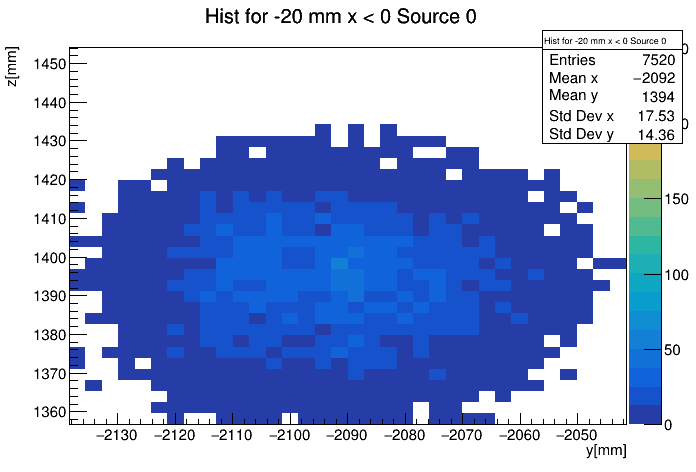 Hist for -20 mm x < 0 Source 0
Hist for -20 mm x < 0 Source 0
Entries 7520
Mean x −2092
Mean y 1394
Std Dev x 17.53
Std Dev y 14.36
z[mm]
1450
1440
1430
1420
1410
1400
1390
1380
1370
1360
−2130 −2120 −2110 −2100 −2090 −2080 −2070 −2060 −2050
y[mm]
150
100
50
0